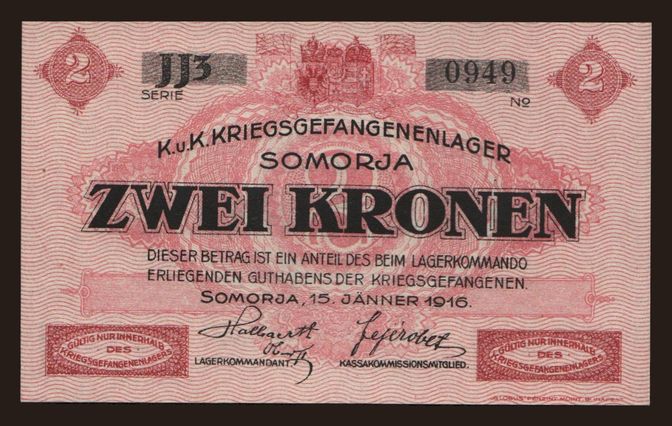 2 JJ3 0949 2
SERIE No
K.u.K. KRIEGSGEFANGENENLAGER
SOMORJA
ZWEI KRONEN
DIESER BETRAG IST EIN ANTEIL DES BEIM LAGERKOMMANDO
ERLIEGENDEN GUTHABENS DER KRIEGSGEFANGENEN.
SOMORJA, 15. JÄNNER 1916.
GÜLTIG NUR INNERHALB
DES
KRIEGSGEFANGENENLAGERS
LAGERKOMMANDANT. KASSAKOMMISSIONSMITGLIED.
GÜLTIG NUR INNERHALB
DES
KRIEGSGEFANGENENLAGERS